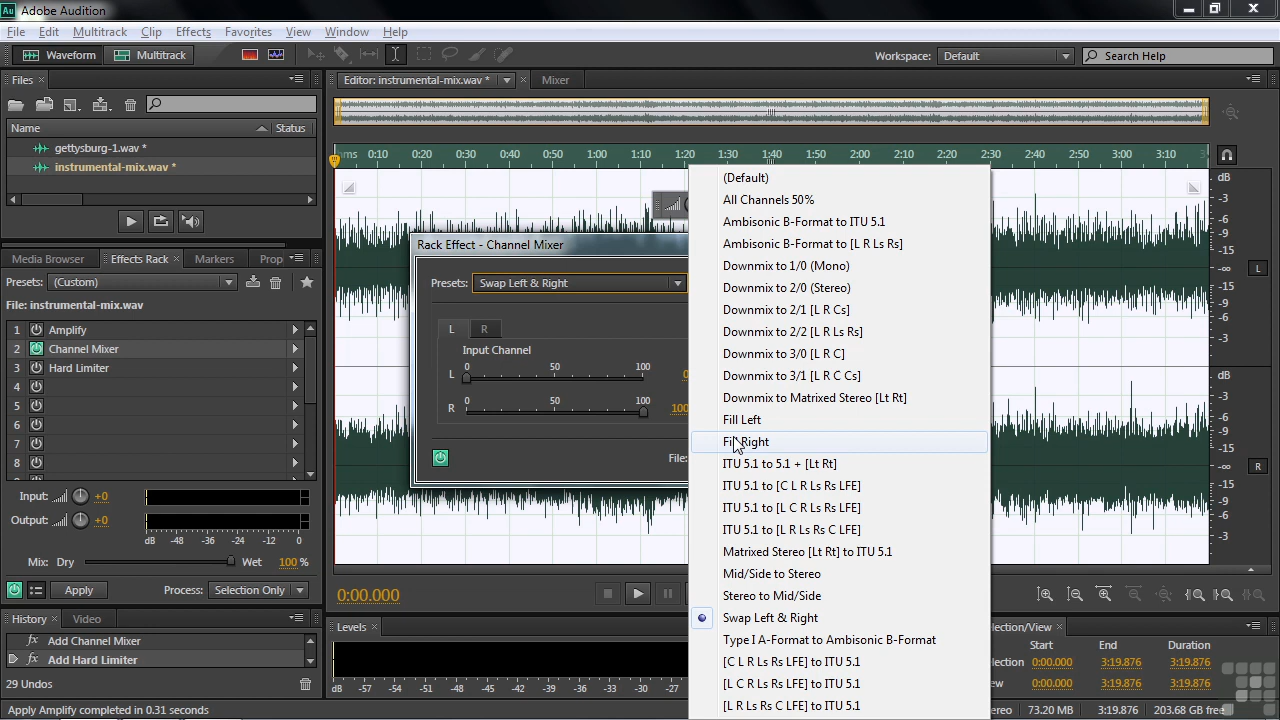 Au Adobe Audition
File Edit Multitrack Clip Effects Favorites View Window Help
Waveform Multitrack Workspace: Default Search Help
Files Editor: instrumental-mix.wav * Mixer
Name Status
gettysburg-1.wav *
instrumental-mix.wav *
hms 0:10 0:20 0:30 0:40 0:50 1:00 1:10 1:20 1:30 1:40 1:50 2:00 2:10 2:20 2:30 2:40 2:50 3:00 3:10
dB
-3
-6
-9
-15
-∞ L
-15
-9
-6
-3
dB
-3
-6
-9
-15
-∞ R
-15
-9
-6
-3
Media Browser Effects Rack Markers Prop
Presets: (Custom)
File: instrumental-mix.wav
1 Amplify
2 Channel Mixer
3 Hard Limiter
4
5
6
7
8
Input: +0
Output: +0
dB -48 -36 -24 -12 0
Mix: Dry Wet 100 %
Apply Process: Selection Only
Rack Effect - Channel Mixer
Presets: Swap Left & Right
L R
Input Channel
0 50 100
L
0 50 100
R 100
File:
(Default)
All Channels 50%
Ambisonic B-Format to ITU 5.1
Ambisonic B-Format to [L R Ls Rs]
Downmix to 1/0 (Mono)
Downmix to 2/0 (Stereo)
Downmix to 2/1 [L R Cs]
Downmix to 2/2 [L R Ls Rs]
Downmix to 3/0 [L R C]
Downmix to 3/1 [L R C Cs]
Downmix to Matrixed Stereo [Lt Rt]
Fill Left
Fill Right
ITU 5.1 to 5.1 + [Lt Rt]
ITU 5.1 to [C L R Ls Rs LFE]
ITU 5.1 to [L C R Ls Rs LFE]
ITU 5.1 to [L R Ls Rs C LFE]
Matrixed Stereo [Lt Rt] to ITU 5.1
Mid/Side to Stereo
Stereo to Mid/Side
Swap Left & Right
Type I A-Format to Ambisonic B-Format
[C L R Ls Rs LFE] to ITU 5.1
[L C R Ls Rs LFE] to ITU 5.1
[L R Ls Rs C LFE] to ITU 5.1
0:00.000
History Video
fx Add Channel Mixer
fx Add Hard Limiter
29 Undos
Levels
dB -57 -54 -51 -48 -45 -42 -39 -36 -33 -30 -27
election/View
Start End Duration
election 0:00.000 3:19.876 3:19.876
0:00.000 3:19.876 3:19.876
Apply Amplify completed in 0.31 seconds
ereo 73.20 MB 3:19.876 203.68 GB free